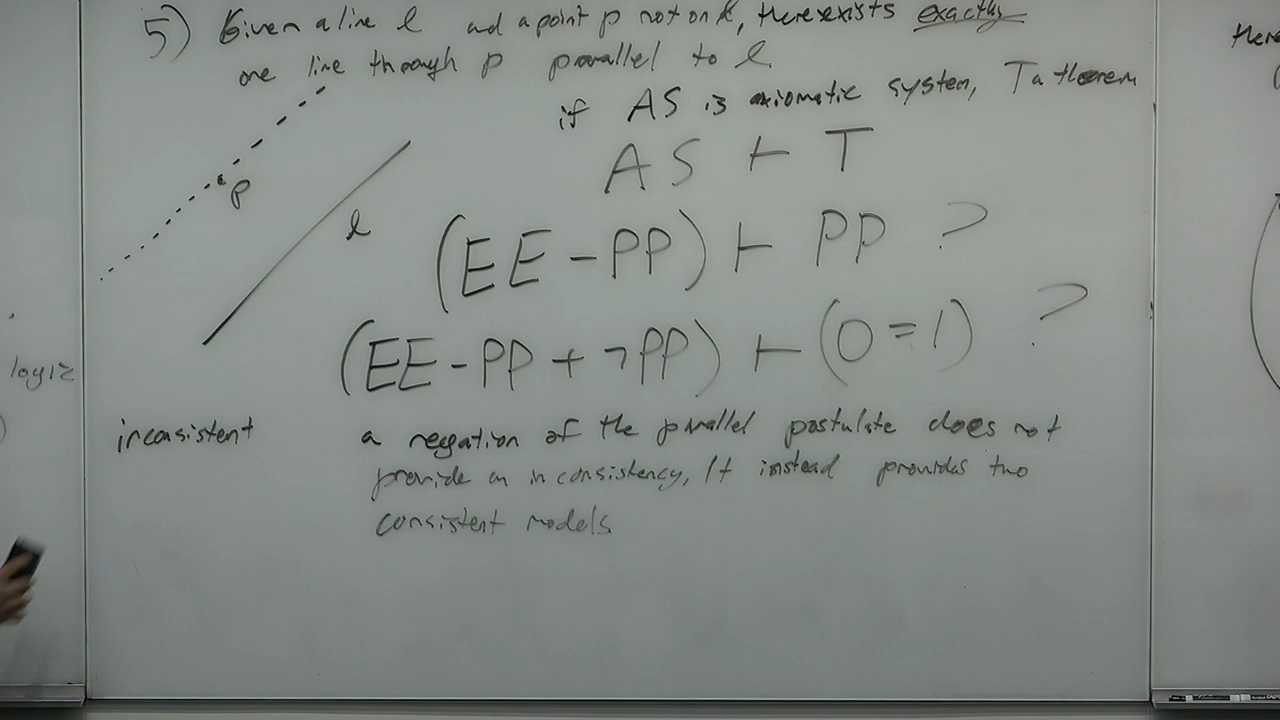 5) Given a line l and a point p not on l, there exists exactly
one line through p parallel to l.
if AS is axiomatic system, T a theorem
AS ⊢ T
p
l
(EE - PP) ⊢ PP ?
(EE - PP + ¬PP) ⊢ (0 = 1) ?
logic
inconsistent
a negation of the parallel postulate does not
provide an inconsistency, It instead provides two
consistent models
there